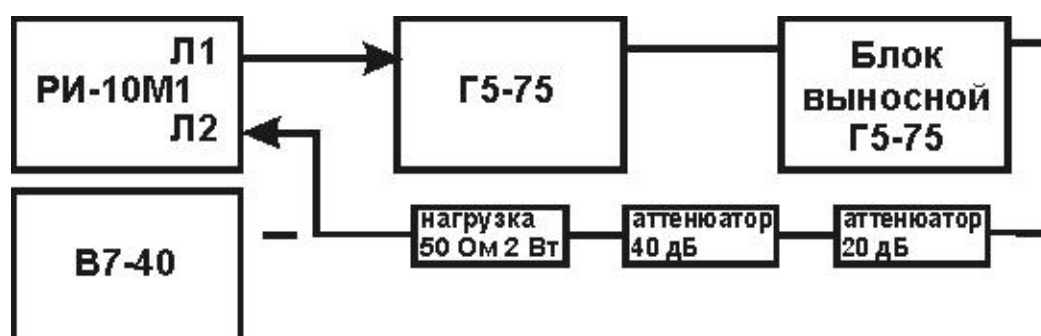 Л1
РИ-10М1
Л2
Г5-75
Блок
выносной
Г5-75
В7-40
нагрузка
50 Ом 2 Вт
аттенюатор
40 дБ
аттенюатор
20 дБ